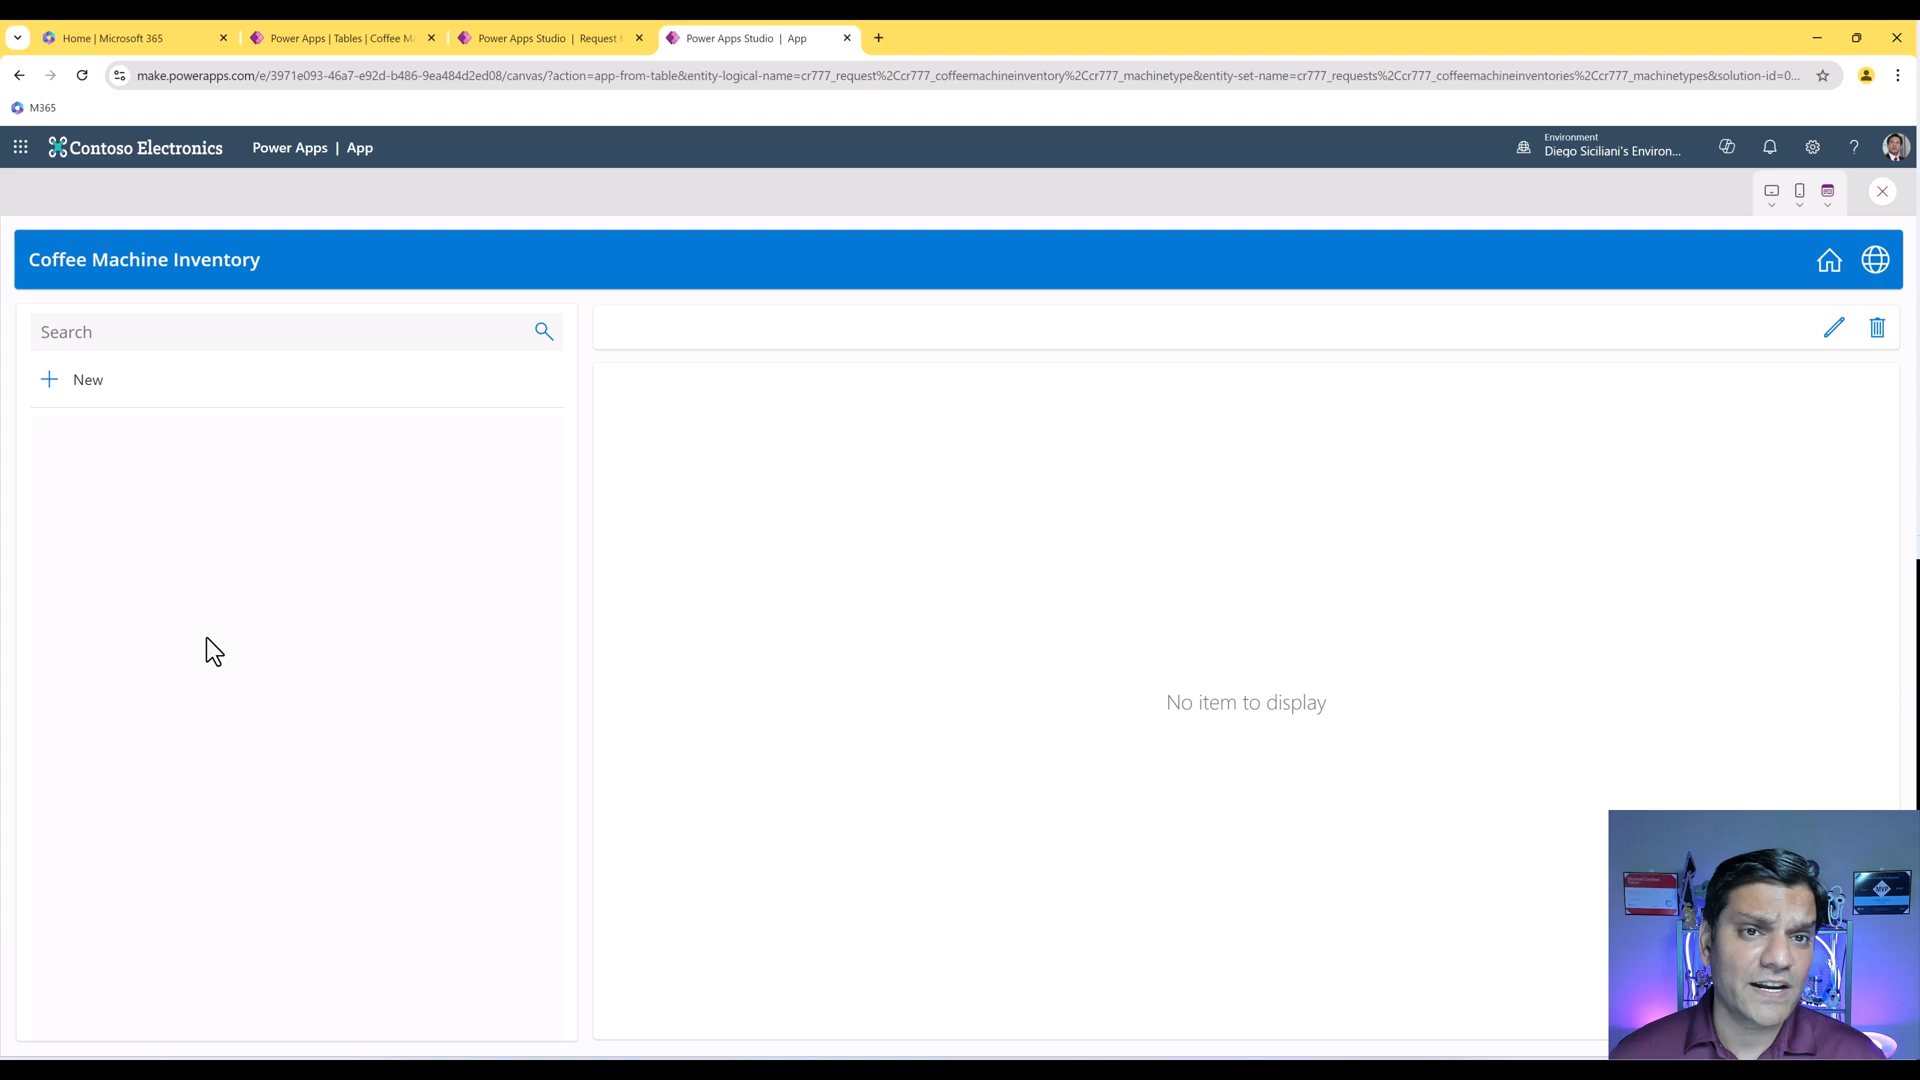 Home | Microsoft 365
Power Apps | Tables | Coffee Ma
Power Apps Studio | Request f
Power Apps Studio | App
make.powerapps.com/e/3971e093-46a7-e92d-b486-9ea484d2ed08/canvas/?action=app-from-table&entity-logical-name=cr777_request%2Ccr777_coffeemachineinventory%2Ccr777_machinetype&entity-set-name=cr777_requests%2Ccr777_coffeemachineinventories%2Ccr777_machinetypes&solution-id=0...
M365
Contoso Electronics
Power Apps | App
Environment
Diego Siciliani's Environ...
Coffee Machine Inventory
Search
New
No item to display
MVP